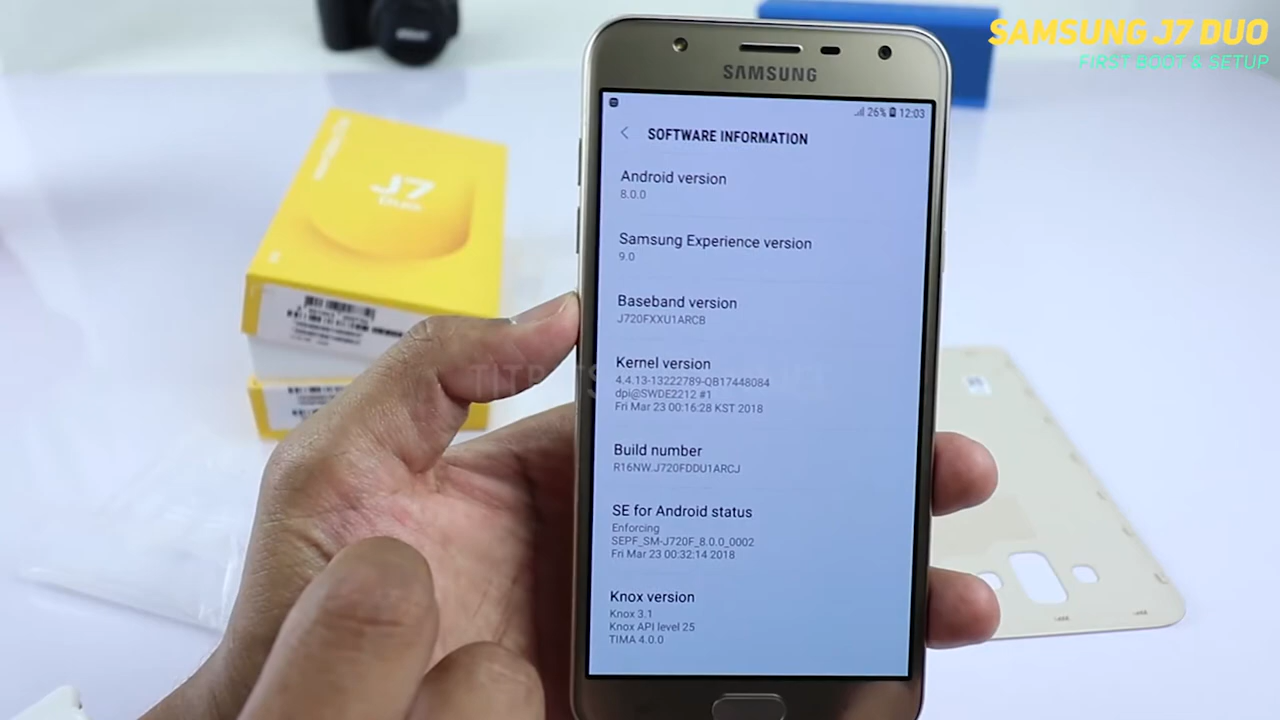 SAMSUNG J7 DUO
FIRST BOOT & SETUP
SAMSUNG
26% 12:03
SOFTWARE INFORMATION
Android version
8.0.0
Samsung Experience version
9.0
Baseband version
J720FXXU1ARCB
Kernel version
4.4.13-13222789-QB17448084
dpi@SWDE2212 #1
Fri Mar 23 00:16:28 KST 2018
Build number
R16NW.J720FDDU1ARCJ
SE for Android status
Enforcing
SEPF_SM-J720F_8.0.0_0002
Fri Mar 23 00:32:14 2018
Knox version
Knox 3.1
Knox API level 25
TIMA 4.0.0
J7
Duo